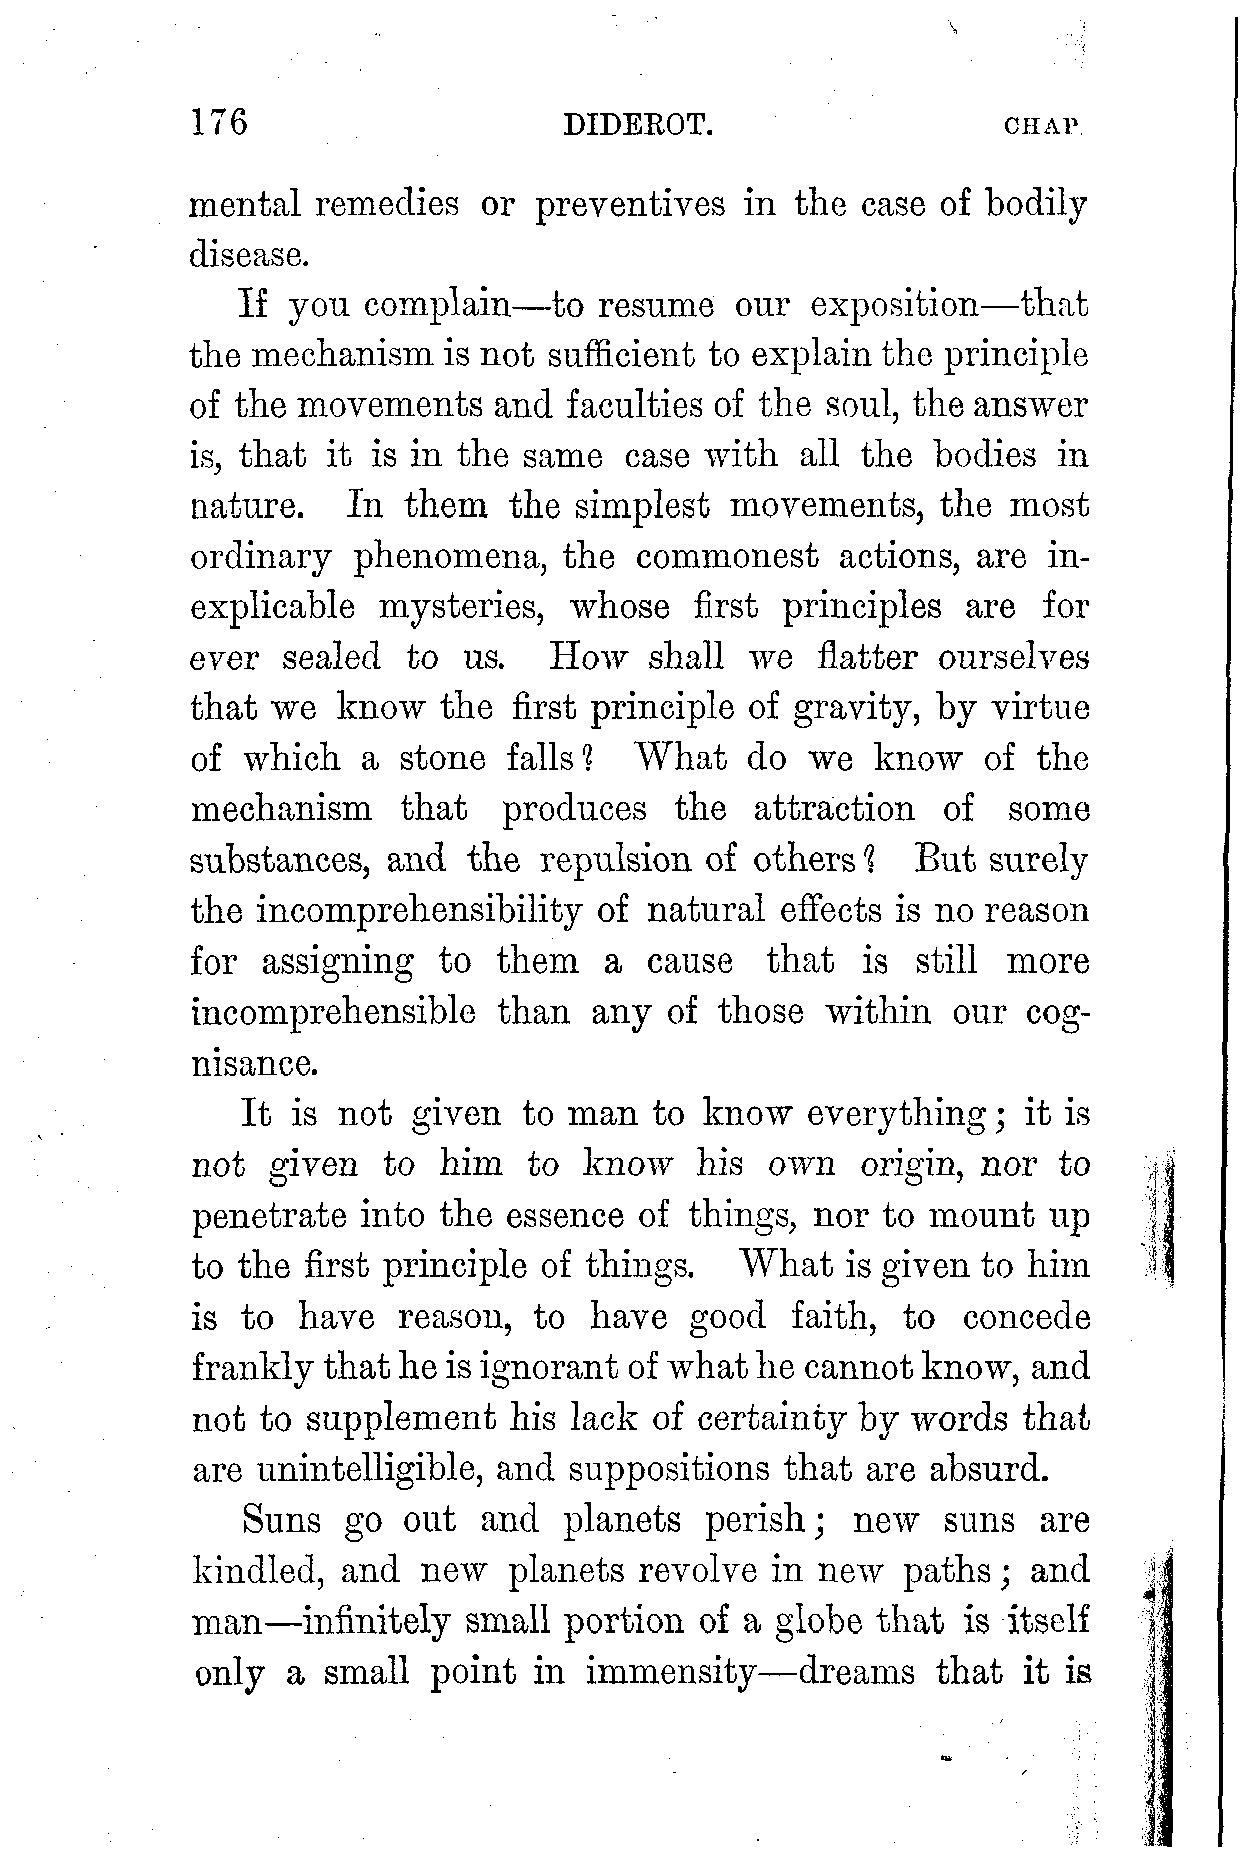 176 DIDEROT. CHAP.
mental remedies or preventives in the case of bodily
disease.
If you complain—to resume our exposition—that
the mechanism is not sufficient to explain the principle
of the movements and faculties of the soul, the answer
is, that it is in the same case with all the bodies in
nature. In them the simplest movements, the most
ordinary phenomena, the commonest actions, are in-
explicable mysteries, whose first principles are for
ever sealed to us. How shall we flatter ourselves
that we know the first principle of gravity, by virtue
of which a stone falls? What do we know of the
mechanism that produces the attraction of some
substances, and the repulsion of others? But surely
the incomprehensibility of natural effects is no reason
for assigning to them a cause that is still more
incomprehensible than any of those within our cog-
nisance.
It is not given to man to know everything; it is
not given to him to know his own origin, nor to
penetrate into the essence of things, nor to mount up
to the first principle of things. What is given to him
is to have reason, to have good faith, to concede
frankly that he is ignorant of what he cannot know, and
not to supplement his lack of certainty by words that
are unintelligible, and suppositions that are absurd.
Suns go out and planets perish; new suns are
kindled, and new planets revolve in new paths; and
man—infinitely small portion of a globe that is itself
only a small point in immensity—dreams that it is